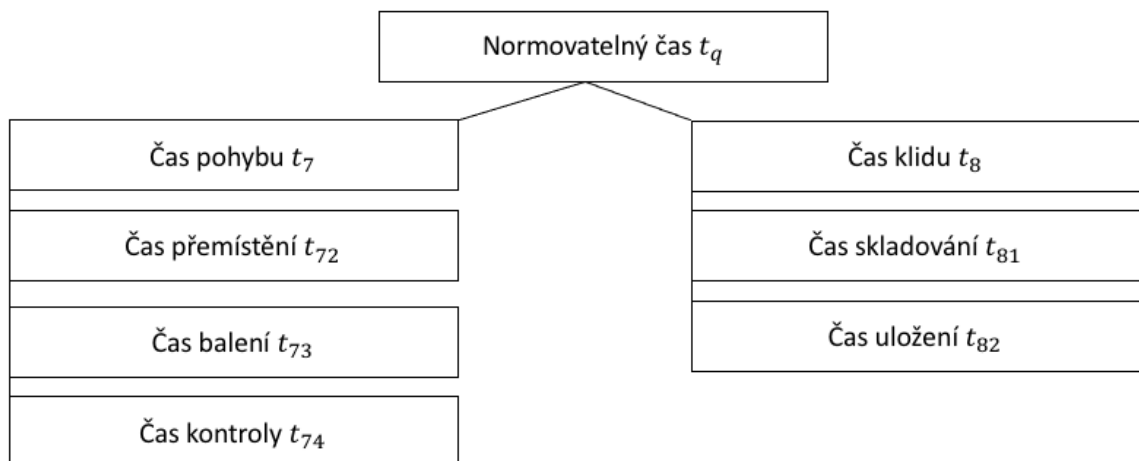 Normovatelný čas t_q
Čas pohybu t_7
Čas klidu t_8
Čas přemístění t_72
Čas skladování t_81
Čas balení t_73
Čas uložení t_82
Čas kontroly t_74